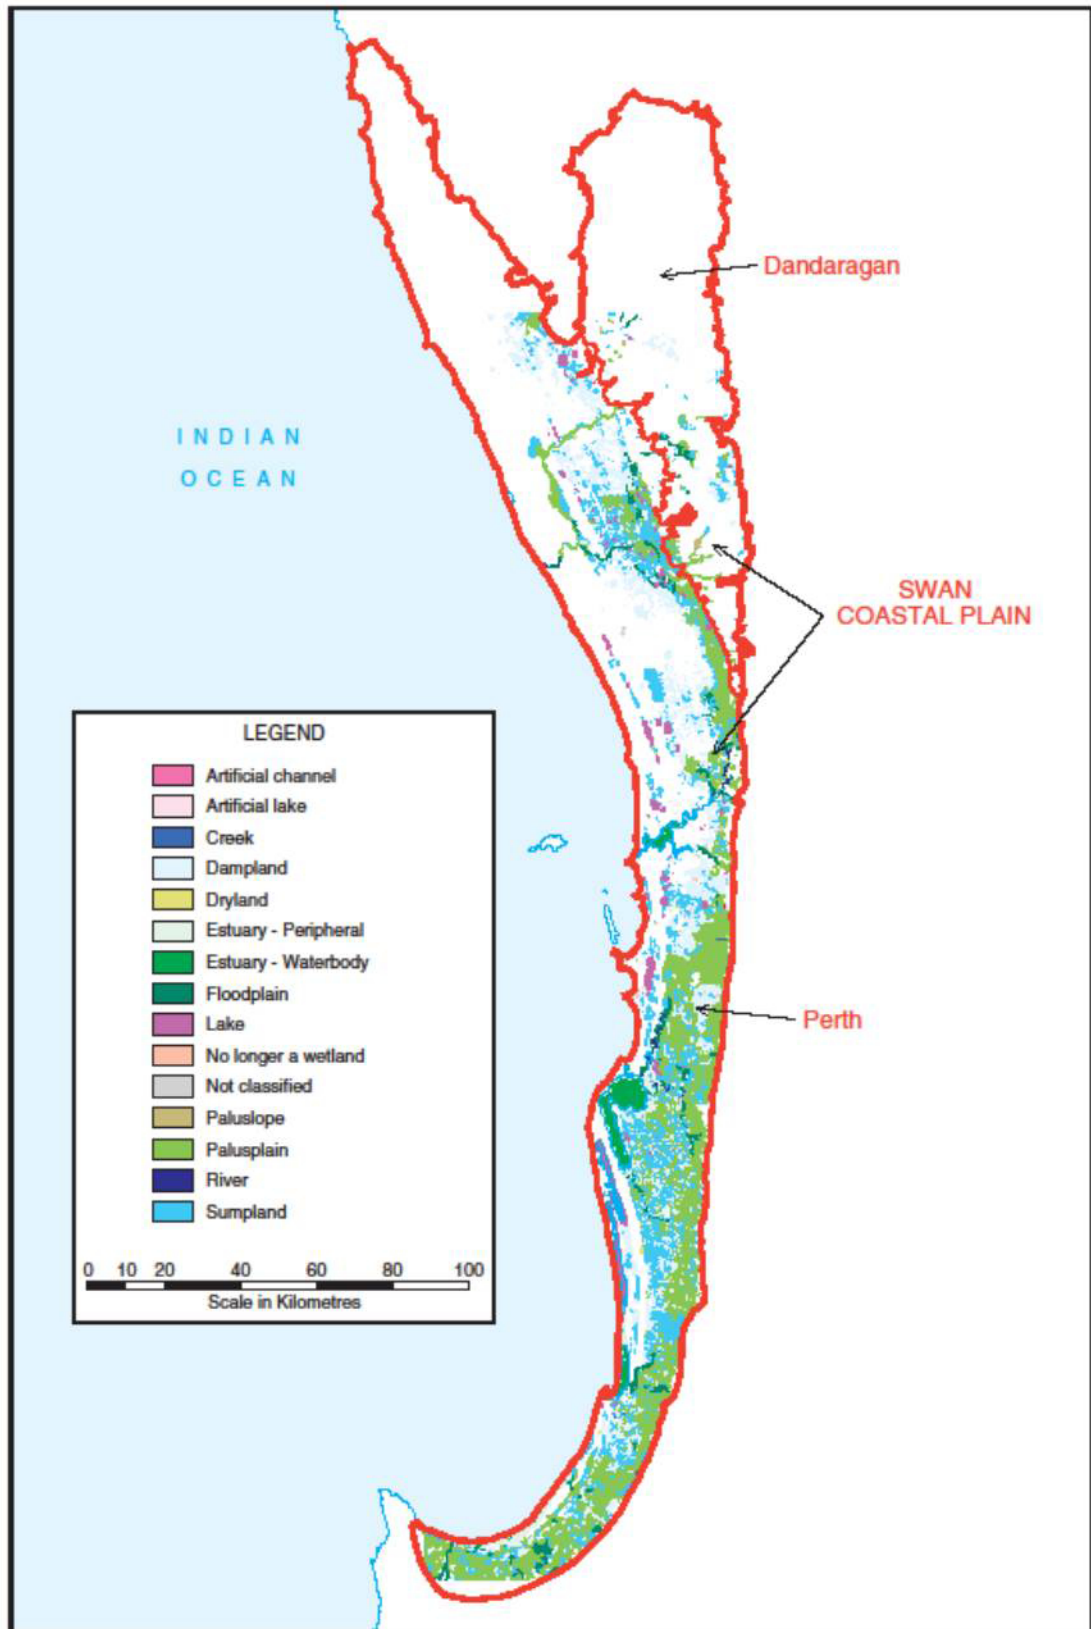 Dandaragan
INDIAN
OCEAN
SWAN
COASTAL PLAIN
LEGEND
Artificial channel
Artificial lake
Creek
Dampland
Dryland
Estuary - Peripheral
Estuary - Waterbody
Floodplain
Lake
No longer a wetland
Not classified
Paluslope
Palusplain
River
Sumpland
0 10 20 40 60 80 100
Scale in Kilometres
Perth